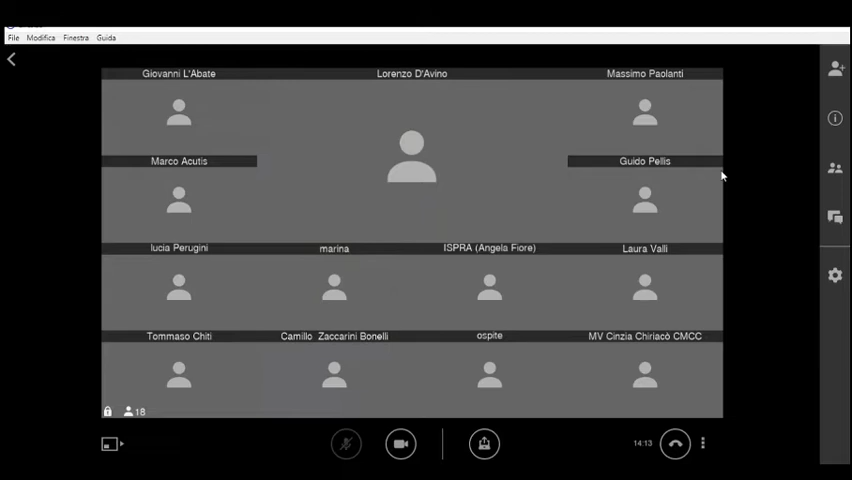 File Modifica Finestra Guida
Giovanni L'Abate Lorenzo D'Avino Massimo Paolanti
Marco Acutis Guido Pellis
lucia Perugini marina ISPRA (Angela Fiore) Laura Valli
Tommaso Chiti Camillo Zaccarini Bonelli ospite MV Cinzia Chiriacò CMCC
18
14:13